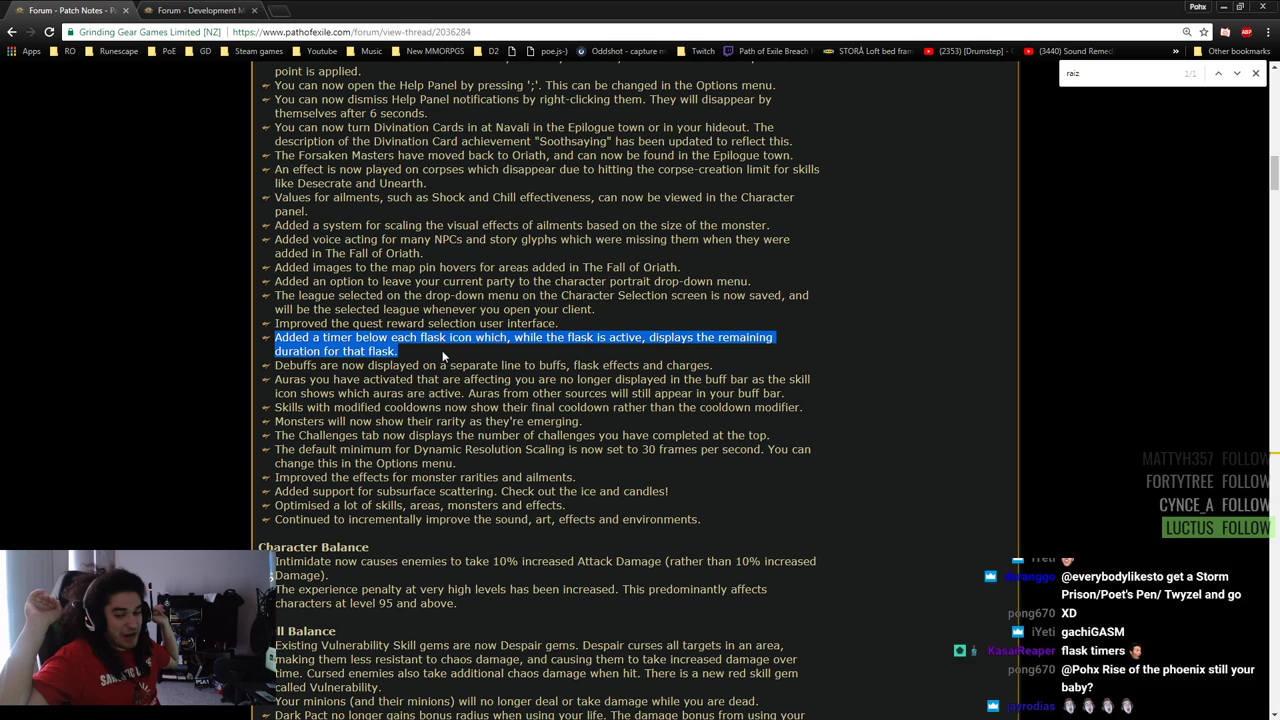 Forum - Patch Notes -
Forum - Development M
Pohx
Grinding Gear Games Limited [NZ]
https://www.pathofexile.com/forum/view-thread/2036284
Apps
RO
Runescape
PoE
GD
Steam games
Youtube
Music
New MMORPGS
D2
poe.js-)
Oddshot - capture m
Twitch
Path of Exile Breach
STORÅ Loft bed fram
(2353) [Drumstep] —
(3440) Sound Remed
Other bookmarks
raiz
1/1
point is applied.
You can now open the Help Panel by pressing ';'. This can be changed in the Options menu.
You can now dismiss Help Panel notifications by right-clicking them. They will disappear by
themselves after 6 seconds.
You can now turn Divination Cards in at Navali in the Epilogue town or in your hideout. The
description of the Divination Card achievement "Soothsaying" has been updated to reflect this.
The Forsaken Masters have moved back to Oriath, and can now be found in the Epilogue town.
An effect is now played on corpses which disappear due to hitting the corpse-creation limit for skills
like Desecrate and Unearth.
Values for ailments, such as Shock and Chill effectiveness, can now be viewed in the Character
panel.
Added a system for scaling the visual effects of ailments based on the size of the monster.
Added voice acting for many NPCs and story glyphs which were missing them when they were
added in The Fall of Oriath.
Added images to the map pin hovers for areas added in The Fall of Oriath.
Added an option to leave your current party to the character portrait drop-down menu.
The league selected on the drop-down menu on the Character Selection screen is now saved, and
will be the selected league whenever you open your client.
Improved the quest reward selection user interface.
Added a timer below each flask icon which, while the flask is active, displays the remaining
duration for that flask.
Debuffs are now displayed on a separate line to buffs, flask effects and charges.
Auras you have activated that are affecting you are no longer displayed in the buff bar as the skill
icon shows which auras are active. Auras from other sources will still appear in your buff bar.
Skills with modified cooldowns now show their final cooldown rather than the cooldown modifier.
Monsters will now show their rarity as they're emerging.
The Challenges tab now displays the number of challenges you have completed at the top.
The default minimum for Dynamic Resolution Scaling is now set to 30 frames per second. You can
change this in the Options menu.
Improved the effects for monster rarities and ailments.
Added support for subsurface scattering. Check out the ice and candles!
Optimised a lot of skills, areas, monsters and effects.
Continued to incrementally improve the sound, art, effects and environments.
Character Balance
Intimidate now causes enemies to take 10% increased Attack Damage (rather than 10% increased
Damage).
The experience penalty at very high levels has been increased. This predominantly affects
characters at level 95 and above.
ll Balance
Existing Vulnerability Skill gems are now Despair gems. Despair curses all targets in an area,
making them less resistant to chaos damage, and causing them to take increased damage over
time. Cursed enemies also take additional chaos damage when hit. There is a new red skill gem
called Vulnerability.
Your minions (and their minions) will no longer deal or take damage while you are dead.
Dark Pact no longer gains bonus radius when using your life. The damage bonus from using your
MATTYH357 FOLLOW
FORTYTREE FOLLOW
CYNCE_A FOLLOW
LUCTUS FOLLOW
iYeti
@everybodylikesto get a Storm
Prison/Poet's Pen/ Twyzel and go
pong670 XD
iYeti gachiGASM
KasaiReaper flask timers
pong670 @Pohx Rise of the phoenix still your
baby?
jayrodias